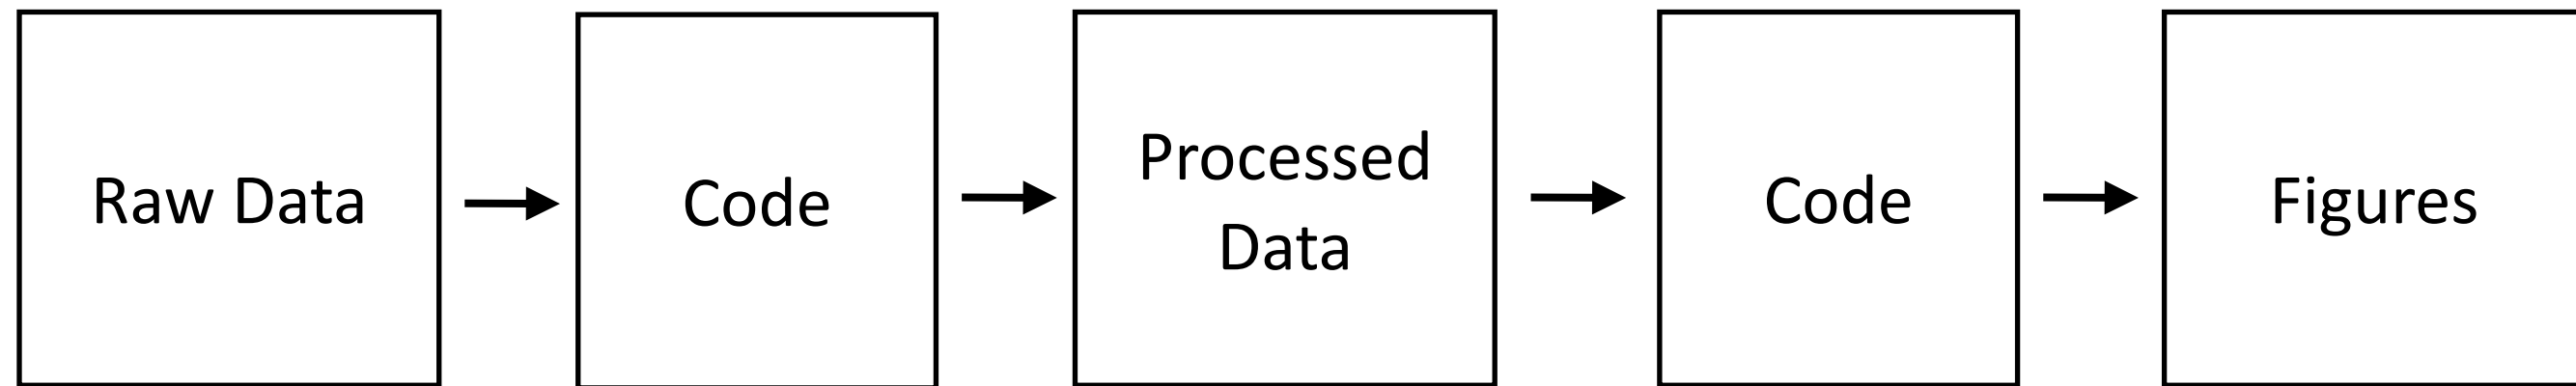 Raw Data
Code
Processed
Data
Code
Figures